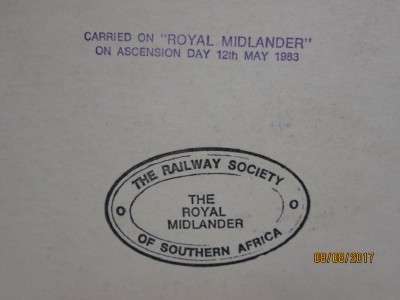 CARRIED ON "ROYAL MIDLANDER"
ON ASCENSION DAY 12th MAY 1983
THE RAILWAY SOCIETY
THE
ROYAL
MIDLANDER
OF SOUTHERN AFRICA
09/08/2017